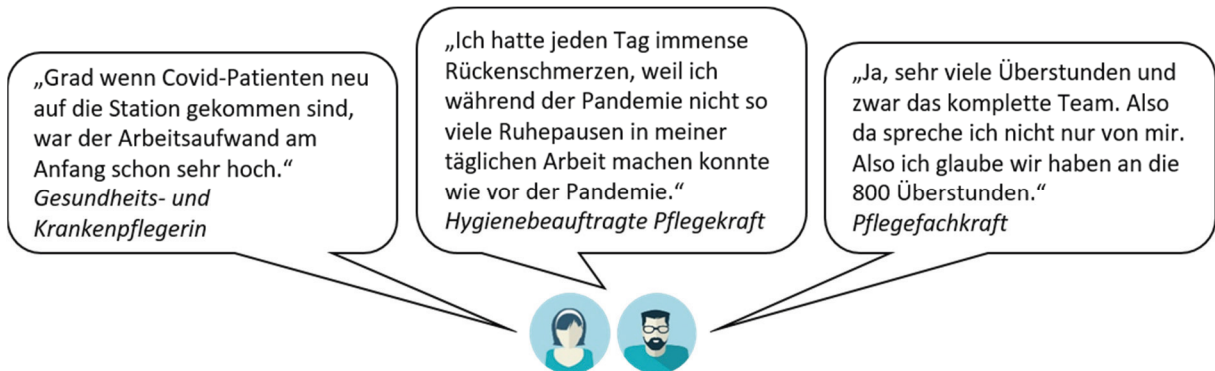 „Grad wenn Covid-Patienten neu
auf die Station gekommen sind,
war der Arbeitsaufwand am
Anfang schon sehr hoch.“
Gesundheits- und
Krankenpflegerin
„Ich hatte jeden Tag immense
Rückenschmerzen, weil ich
während der Pandemie nicht so
viele Ruhepausen in meiner
täglichen Arbeit machen konnte
wie vor der Pandemie.“
Hygienebeauftragte Pflegekraft
„Ja, sehr viele Überstunden und
zwar das komplette Team. Also
da spreche ich nicht nur von mir.
Also ich glaube wir haben an die
800 Überstunden.“
Pflegefachkraft